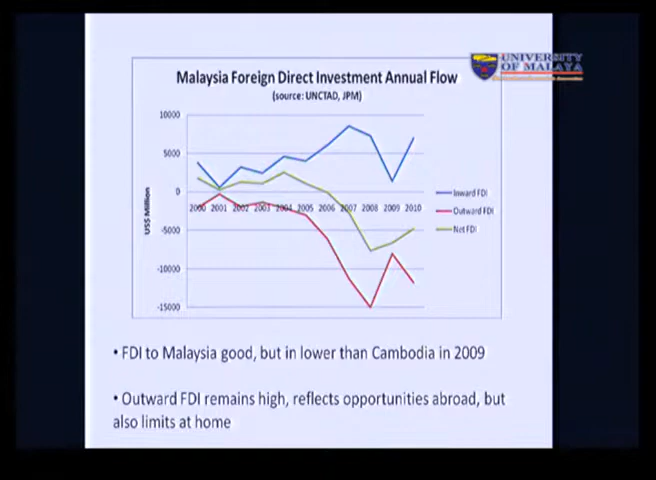 UNIVERSITY
OF MALAYA
Malaysia Foreign Direct Investment Annual Flow
(source: UNCTAD, JPM)
10000
5000
0
-5000
-10000
-15000
US$ Million
2000 2001 2002 2003 2004 2005 2006 2007 2008 2009 2010
Inward FDI
Outward FDI
Net FDI
• FDI to Malaysia good, but in lower than Cambodia in 2009
• Outward FDI remains high, reflects opportunities abroad, but
also limits at home